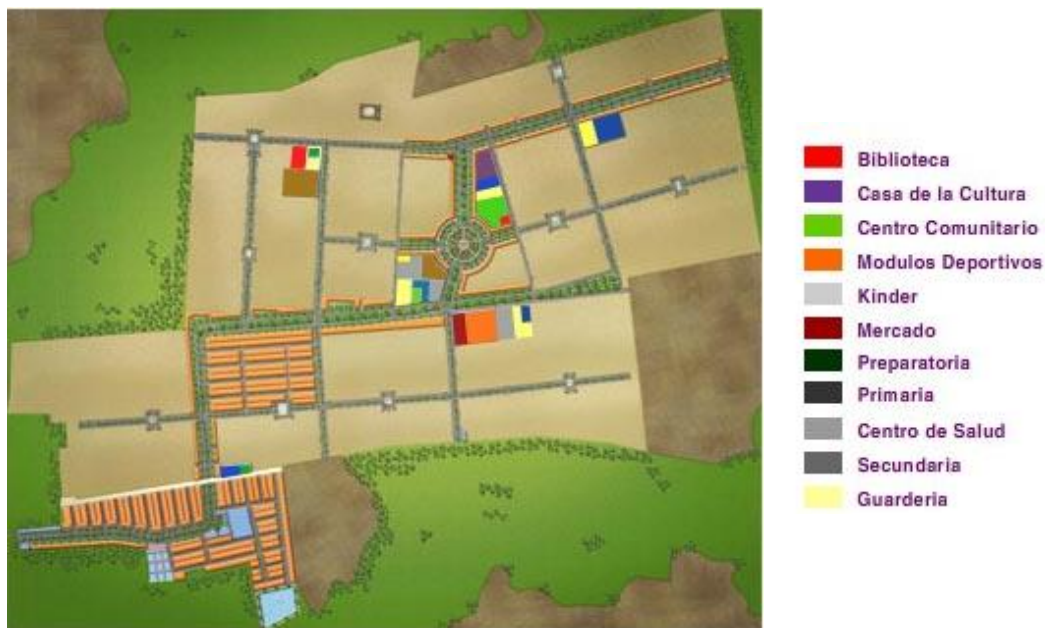 Biblioteca
Casa de la Cultura
Centro Comunitario
Modulos Deportivos
Kinder
Mercado
Preparatoria
Primaria
Centro de Salud
Secundaria
Guarderia